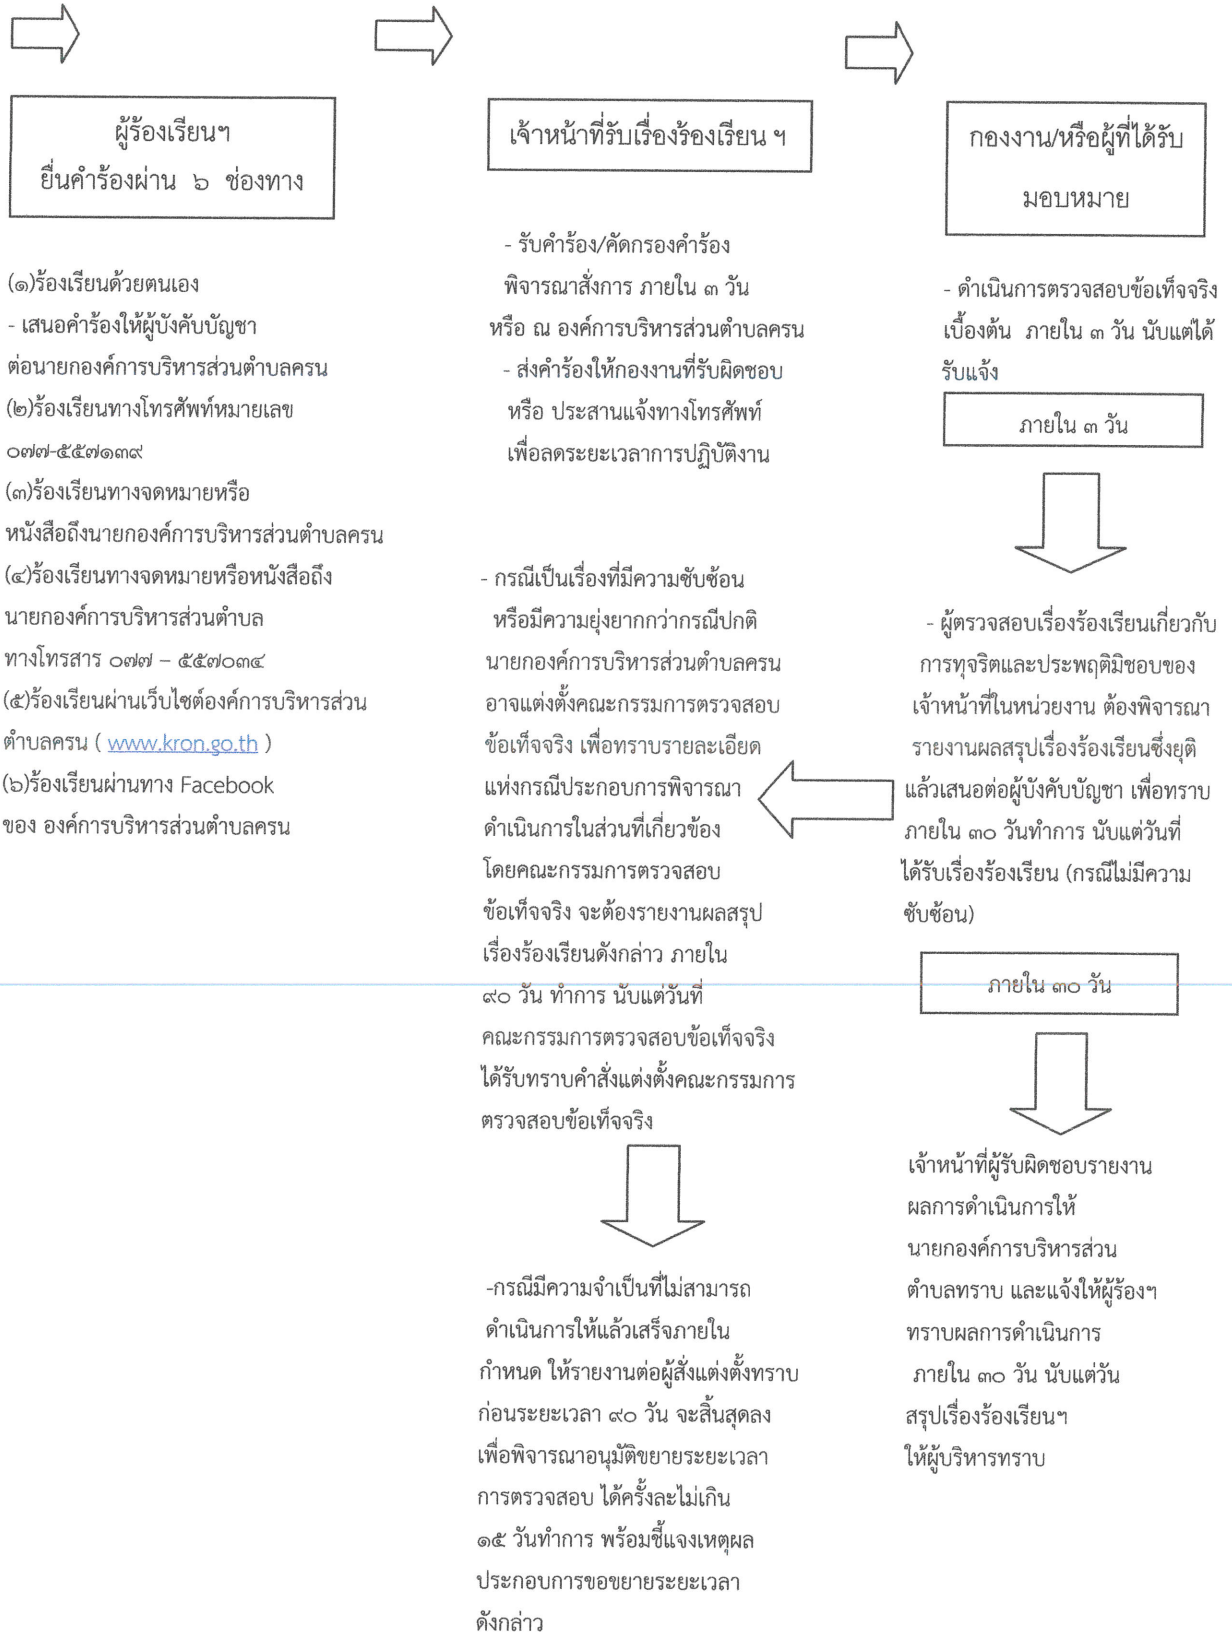 ผู้ร้องเรียนฯ
ยื่นคำร้องผ่าน ๖ ช่องทาง
(๑)ร้องเรียนด้วยตนเอง
- เสนอคำร้องให้ผู้บังคับบัญชา
ต่อนายกองค์การบริหารส่วนตำบลครน
(๒)ร้องเรียนทางโทรศัพท์หมายเลข
๐๗๗-๕๕๗๑๓๙
(๓)ร้องเรียนทางจดหมายหรือ
หนังสือถึงนายกองค์การบริหารส่วนตำบลครน
(๔)ร้องเรียนทางจดหมายหรือหนังสือถึง
นายกองค์การบริหารส่วนตำบล
ทางโทรสาร ๐๗๗ – ๕๕๗๐๓๔
(๕)ร้องเรียนผ่านเว็บไซต์องค์การบริหารส่วน
ตำบลครน ( www.kron.go.th )
(๖)ร้องเรียนผ่านทาง Facebook
ของ องค์การบริหารส่วนตำบลครน
เจ้าหน้าที่รับเรื่องร้องเรียน ฯ
- รับคำร้อง/คัดกรองคำร้อง
พิจารณาสั่งการ ภายใน ๓ วัน
หรือ ณ องค์การบริหารส่วนตำบลครน
- ส่งคำร้องให้กองงานที่รับผิดชอบ
หรือ ประสานแจ้งทางโทรศัพท์
เพื่อลดระยะเวลาการปฏิบัติงาน
- กรณีเป็นเรื่องที่มีความซับซ้อน
หรือมีความยุ่งยากกว่ากรณีปกติ
นายกองค์การบริหารส่วนตำบลครน
อาจแต่งตั้งคณะกรรมการตรวจสอบ
ข้อเท็จจริง เพื่อทราบรายละเอียด
แห่งกรณีประกอบการพิจารณา
ดำเนินการในส่วนที่เกี่ยวข้อง
โดยคณะกรรมการตรวจสอบ
ข้อเท็จจริง จะต้องรายงานผลสรุป
เรื่องร้องเรียนดังกล่าว ภายใน
๙๐ วัน ทำการ นับแต่วันที่
คณะกรรมการตรวจสอบข้อเท็จจริง
ได้รับทราบคำสั่งแต่งตั้งคณะกรรมการ
ตรวจสอบข้อเท็จจริง
-กรณีมีความจำเป็นที่ไม่สามารถ
ดำเนินการให้แล้วเสร็จภายใน
กำหนด ให้รายงานต่อผู้สั่งแต่งตั้งทราบ
ก่อนระยะเวลา ๙๐ วัน จะสิ้นสุดลง
เพื่อพิจารณาอนุมัติขยายระยะเวลา
การตรวจสอบ ได้ครั้งละไม่เกิน
๑๕ วันทำการ พร้อมชี้แจงเหตุผล
ประกอบการขอขยายระยะเวลา
ดังกล่าว
กองงาน/หรือผู้ที่ได้รับ
มอบหมาย
- ดำเนินการตรวจสอบข้อเท็จจริง
เบื้องต้น ภายใน ๓ วัน นับแต่ได้
รับแจ้ง
ภายใน ๓ วัน
- ผู้ตรวจสอบเรื่องร้องเรียนเกี่ยวกับ
การทุจริตและประพฤติมิชอบของ
เจ้าหน้าที่ในหน่วยงาน ต้องพิจารณา
รายงานผลสรุปเรื่องร้องเรียนซึ่งยุติ
แล้วเสนอต่อผู้บังคับบัญชา เพื่อทราบ
ภายใน ๓๐ วันทำการ นับแต่วันที่
ได้รับเรื่องร้องเรียน (กรณีไม่มีความ
ซับซ้อน)
ภายใน ๓๐ วัน
เจ้าหน้าที่ผู้รับผิดชอบรายงาน
ผลการดำเนินการให้
นายกองค์การบริหารส่วน
ตำบลทราบ และแจ้งให้ผู้ร้องฯ
ทราบผลการดำเนินการ
ภายใน ๓๐ วัน นับแต่วัน
สรุปเรื่องร้องเรียนฯ
ให้ผู้บริหารทราบ